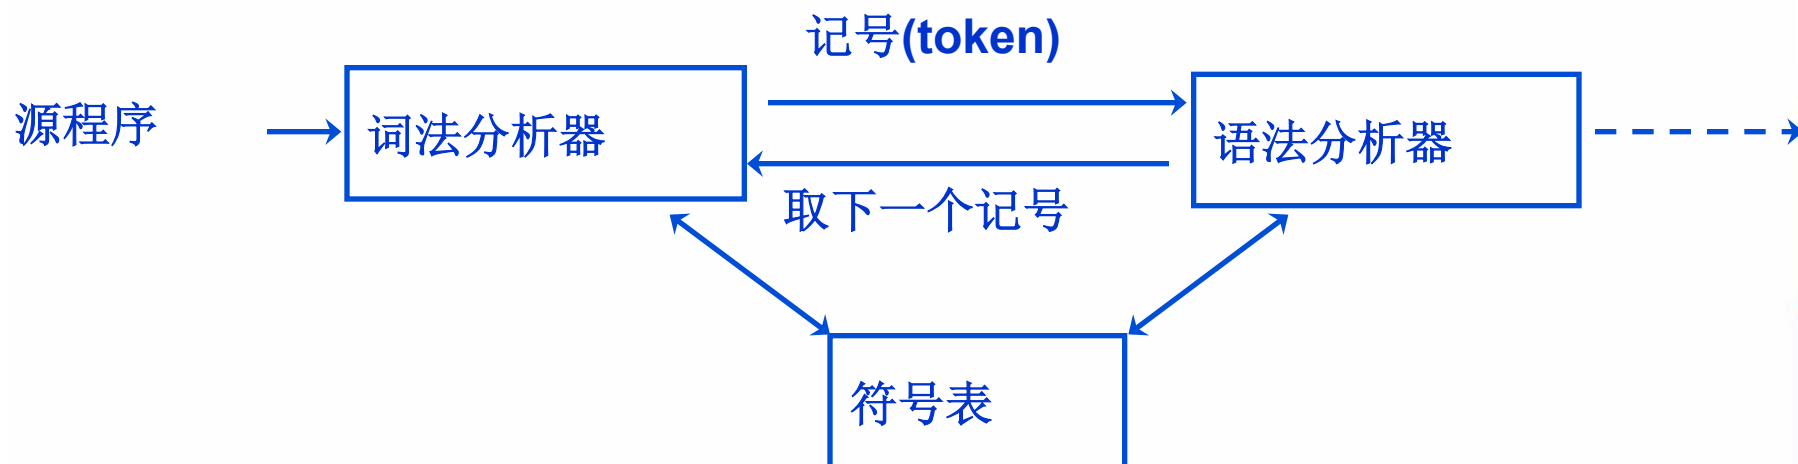 记号(token)
源程序
词法分析器
语法分析器
取下一个记号
符号表